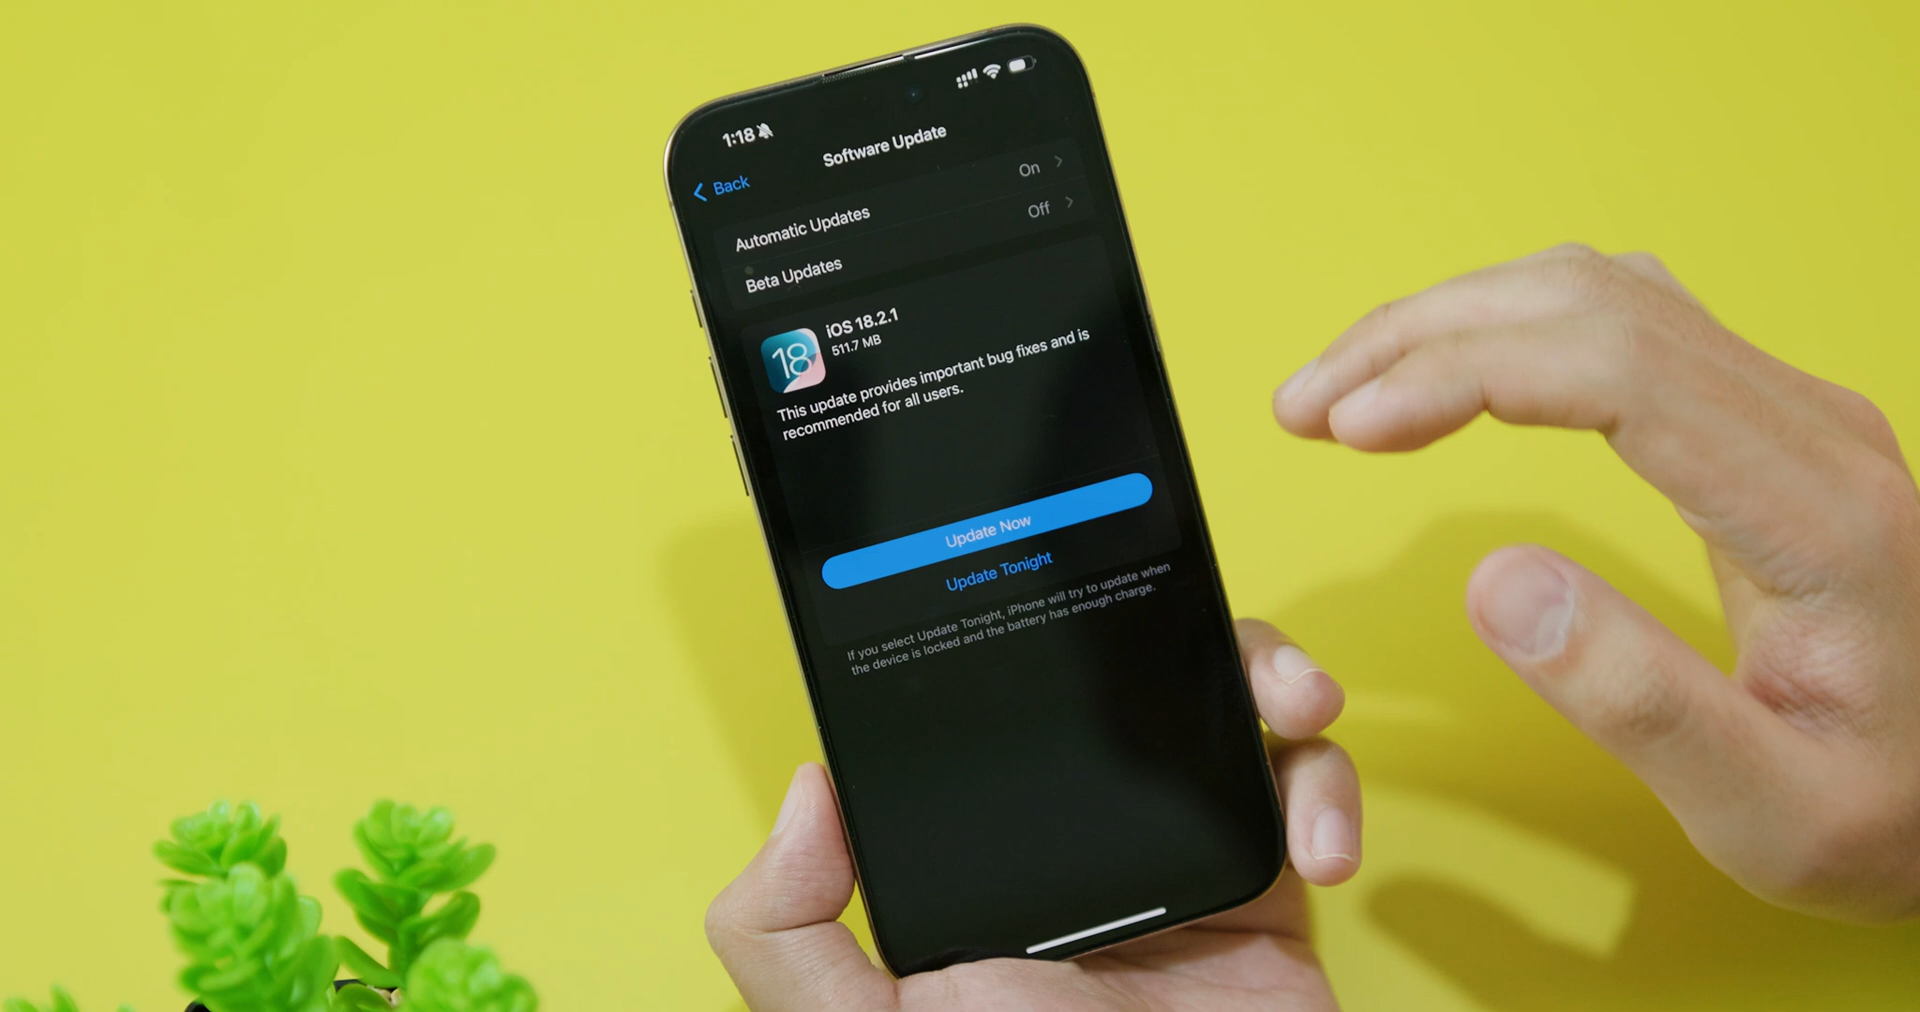 1:18
Back
Software Update
Automatic Updates
On
Beta Updates
Off
18
iOS 18.2.1
511.7 MB
This update provides important bug fixes and is
recommended for all users.
Update Now
Update Tonight
If you select Update Tonight, iPhone will try to update when
the device is locked and the battery has enough charge.